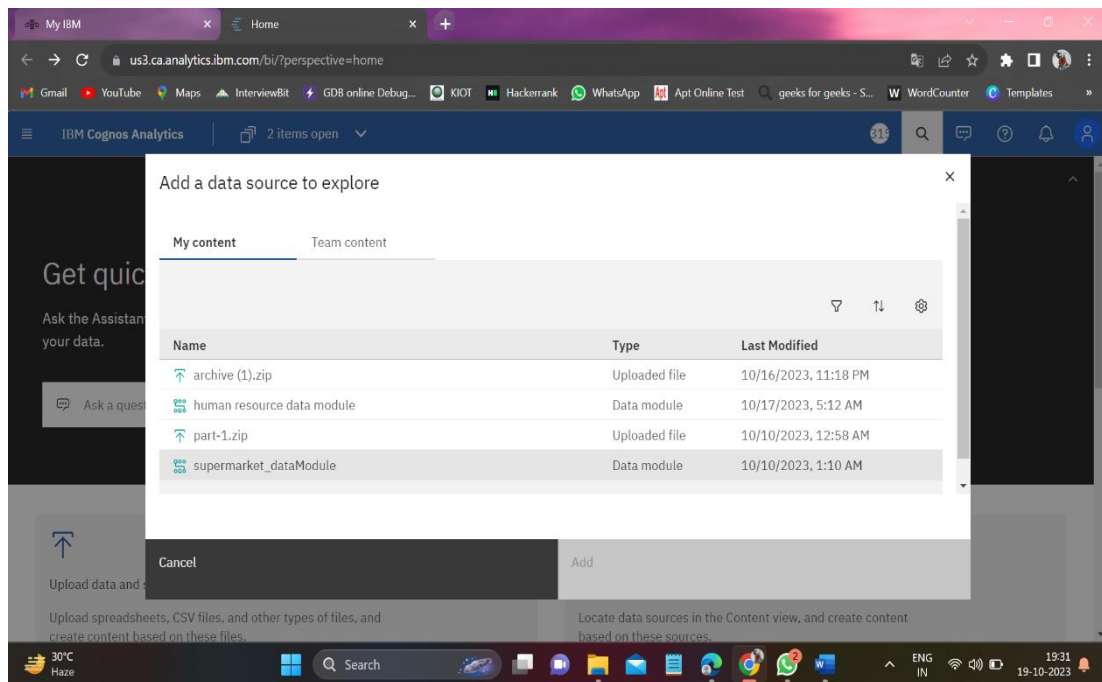 My IBM
Home
us3.ca.analytics.ibm.com/bi/?perspective=home
Gmail YouTube Maps InterviewBit GDB online Debug... KIOT Hackerrank WhatsApp Apt Online Test geeks for geeks - S... WordCounter Templates »
IBM Cognos Analytics 2 items open
Add a data source to explore
My content Team content
Get quic
Ask the Assistan
your data.
Ask a quest
Name Type Last Modified
archive (1).zip Uploaded file 10/16/2023, 11:18 PM
human resource data module Data module 10/17/2023, 5:12 AM
part-1.zip Uploaded file 10/10/2023, 12:58 AM
supermarket_dataModule Data module 10/10/2023, 1:10 AM
Cancel Add
Upload data and s
Upload spreadsheets, CSV files, and other types of files, and
create content based on these files.
Locate data sources in the Content view, and create content
based on these sources.
30°C
Haze
Search
ENG
IN
19:31
19-10-2023